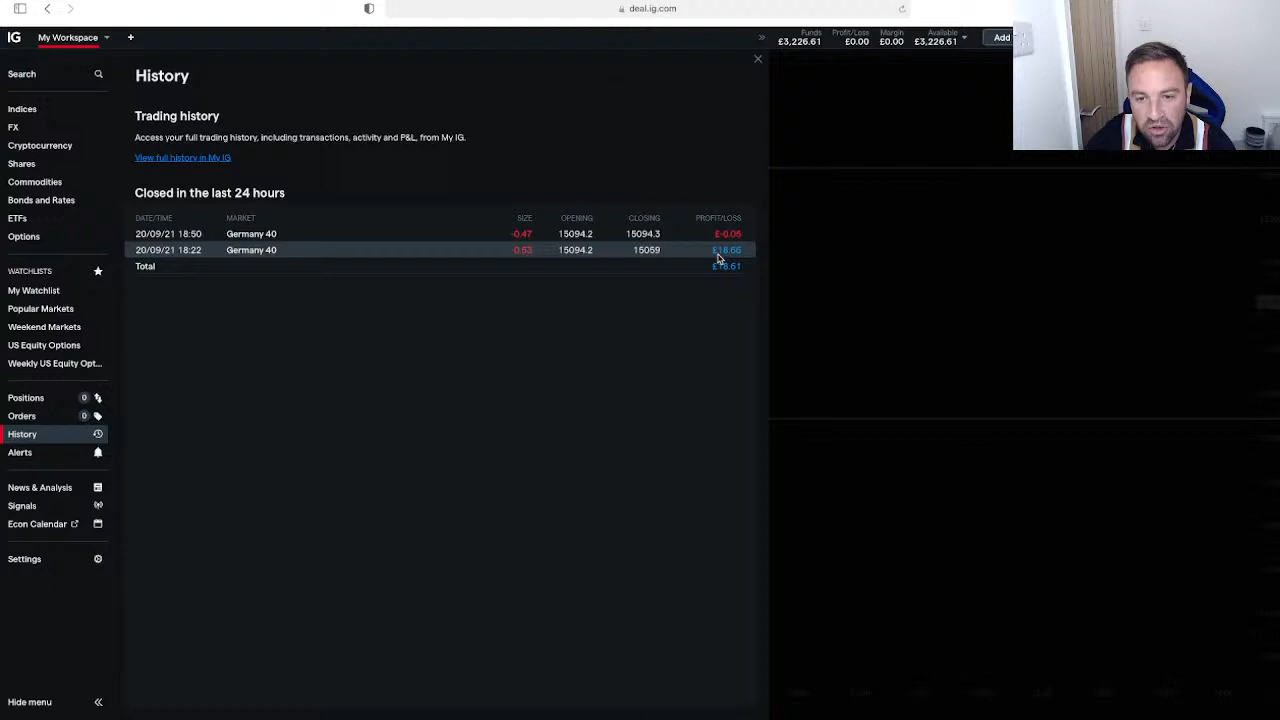 deal.ig.com
IG My Workspace
Funds Profit/Loss Margin Available
£3,226.61 £0.00 £0.00 £3,226.61
Add
Search
Indices
FX
Cryptocurrency
Shares
Commodities
Bonds and Rates
ETFs
Options
WATCHLISTS
My Watchlist
Popular Markets
Weekend Markets
US Equity Options
Weekly US Equity Opt...
Positions 0
Orders 0
History
Alerts
News & Analysis
Signals
Econ Calendar
Settings
Hide menu
History
Trading history
Access your full trading history, including transactions, activity and P&L, from My IG.
View full history in My IG
Closed in the last 24 hours
DATE/TIME MARKET SIZE OPENING CLOSING PROFIT/LOSS
20/09/21 18:50 Germany 40 -0.47 15094.2 15094.3 £-0.05
20/09/21 18:22 Germany 40 -0.53 15094.2 15059 £18.66
Total £18.61